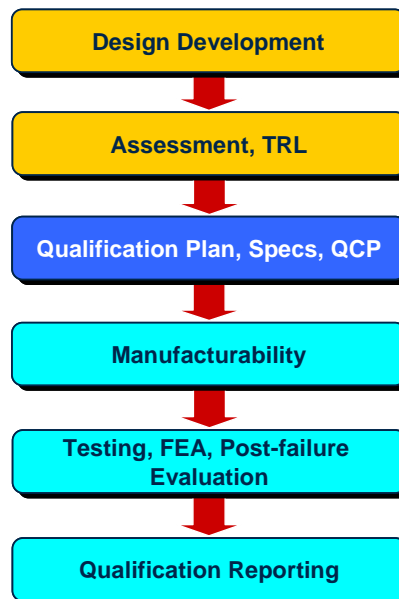 Design Development
Assessment, TRL
Qualification Plan, Specs, QCP
Manufacturability
Testing, FEA, Post-failure
Evaluation
Qualification Reporting